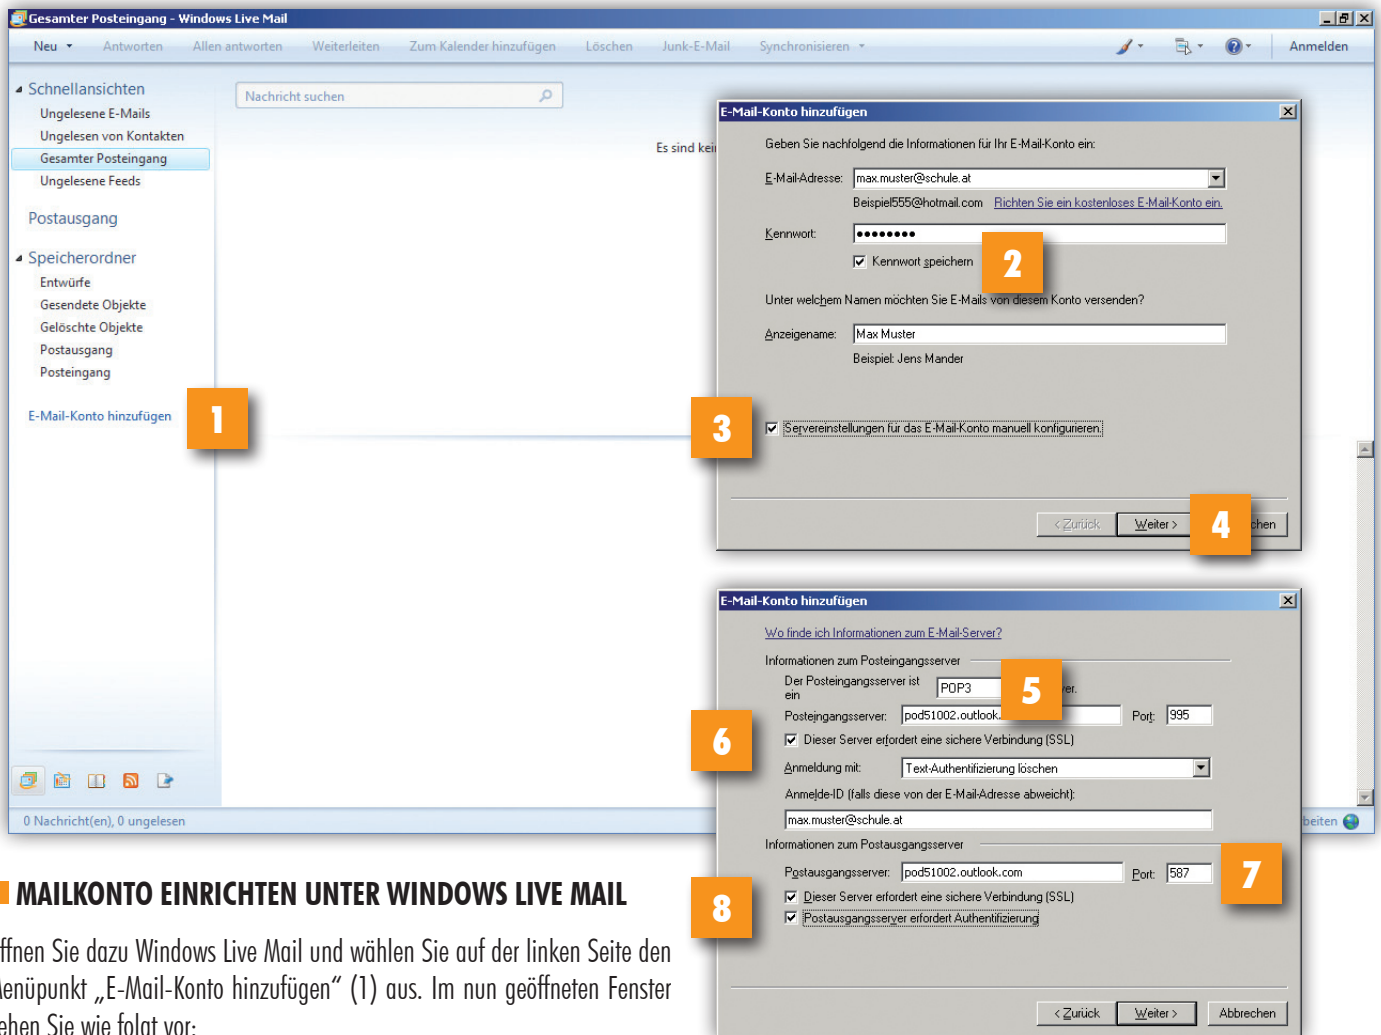 Gesamter Posteingang - Windows Live Mail
Neu Antworten Allen antworten Weiterleiten Zum Kalender hinzufügen Löschen Junk-E-Mail Synchronisieren Anmelden
Schnellansichten
Ungelesene E-Mails
Ungelesen von Kontakten
Gesamter Posteingang
Ungelesene Feeds
Postausgang
Speicherordner
Entwürfe
Gesendete Objekte
Gelöschte Objekte
Postausgang
Posteingang
E-Mail-Konto hinzufügen
1
Nachricht suchen
Es sind
0 Nachricht(en), 0 ungelesen
E-Mail-Konto hinzufügen
Geben Sie nachfolgend die Informationen für Ihr E-Mail-Konto ein:
E-Mail-Adresse: max.muster@schule.at
Beispiel555@hotmail.com Richten Sie ein kostenloses E-Mail-Konto ein.
Kennwort: ●●●●●●●●
Kennwort speichern
2
Unter welchem Namen möchten Sie E-Mails von diesem Konto versenden?
Anzeigename: Max Muster
Beispiel: Jens Mander
3
Servereinstellungen für das E-Mail-Konto manuell konfigurieren.
< Zurück Weiter > 4 chen
E-Mail-Konto hinzufügen
Wo finde ich Informationen zum E-Mail-Server?
Informationen zum Posteingangsserver
Der Posteingangsserver ist
ein POP3 5 er.
Posteingangsserver: pod51002.outlook. Port: 995
6
Dieser Server erfordert eine sichere Verbindung (SSL)
Anmeldung mit: Text-Authentifizierung löschen
Anmelde-ID (falls diese von der E-Mail-Adresse abweicht):
max.muster@schule.at
beiten
Informationen zum Postausgangsserver
Postausgangsserver: pod51002.outlook.com Port: 587
7
8
Dieser Server erfordert eine sichere Verbindung (SSL)
Postausgangsserver erfordert Authentifizierung
< Zurück Weiter > Abbrechen
MAILKONTO EINRICHTEN UNTER WINDOWS LIVE MAIL
ffnen Sie dazu Windows Live Mail und wählen Sie auf der linken Seite den
Menüpunkt „E-Mail-Konto hinzufügen“ (1) aus. Im nun geöffneten Fenster
ehen Sie wie folgt vor: